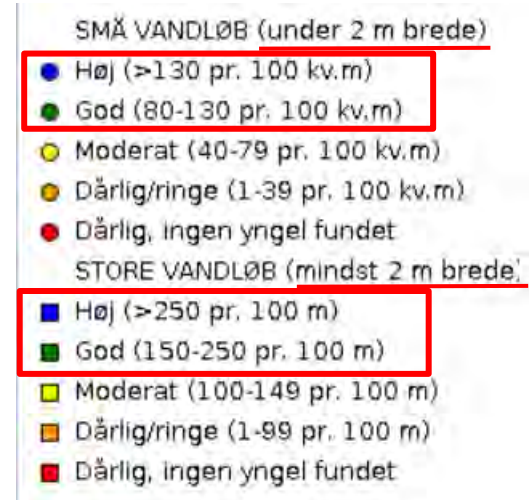 SMÅ VANDLØB (under 2 m brede)
Høj (>130 pr. 100 kv.m)
God (80-130 pr. 100 kv.m)
Moderat (40-79 pr. 100 kv.m)
Dårlig/ringe (1-39 pr. 100 kv.m)
Dårlig, ingen yngel fundet
STORE VANDLØB (mindst 2 m brede)
Høj (>250 pr. 100 m)
God (150-250 pr. 100 m)
Moderat (100-149 pr. 100 m)
Dårlig/ringe (1-99 pr. 100 m)
Dårlig, ingen yngel fundet